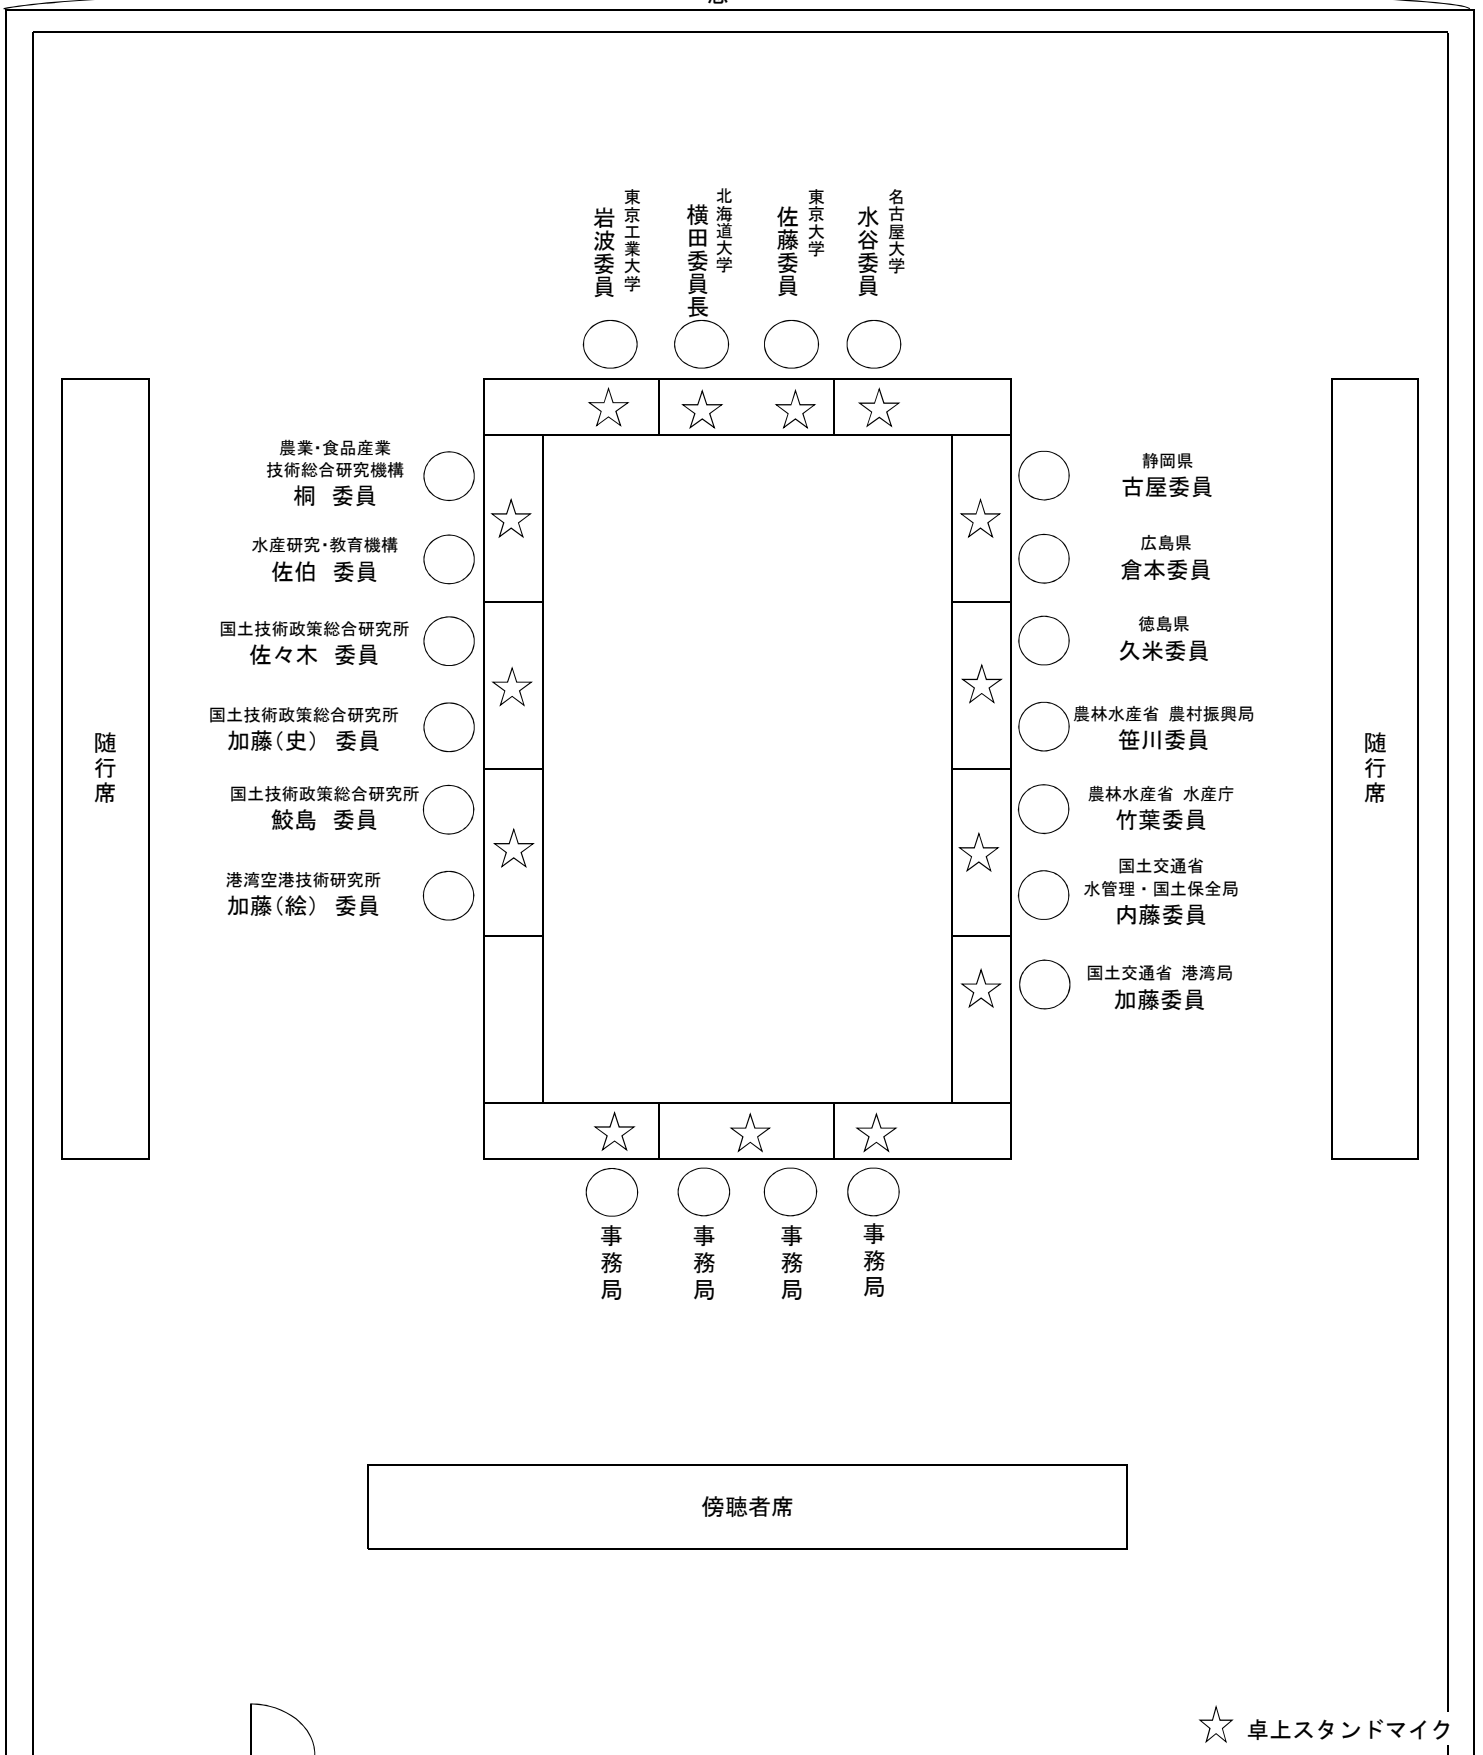 東京工業大学
岩波委員
北海道大学
横田委員長
東京大学
佐藤委員
名古屋大学
水谷委員
農業・食品産業
技術総合研究機構
桐　委員
水産研究・教育機構
佐伯　委員
国土技術政策総合研究所
佐々木　委員
国土技術政策総合研究所
加藤（史）　委員
国土技術政策総合研究所
鮫島　委員
港湾空港技術研究所
加藤（絵）　委員
静岡県
古屋委員
広島県
倉本委員
徳島県
久米委員
農林水産省 農村振興局
笹川委員
農林水産省 水産庁
竹葉委員
国土交通省
水管理・国土保全局
内藤委員
国土交通省 港湾局
加藤委員
随行席
随行席
事務局
事務局
事務局
事務局
傍聴者席
☆ 卓上スタンドマイク